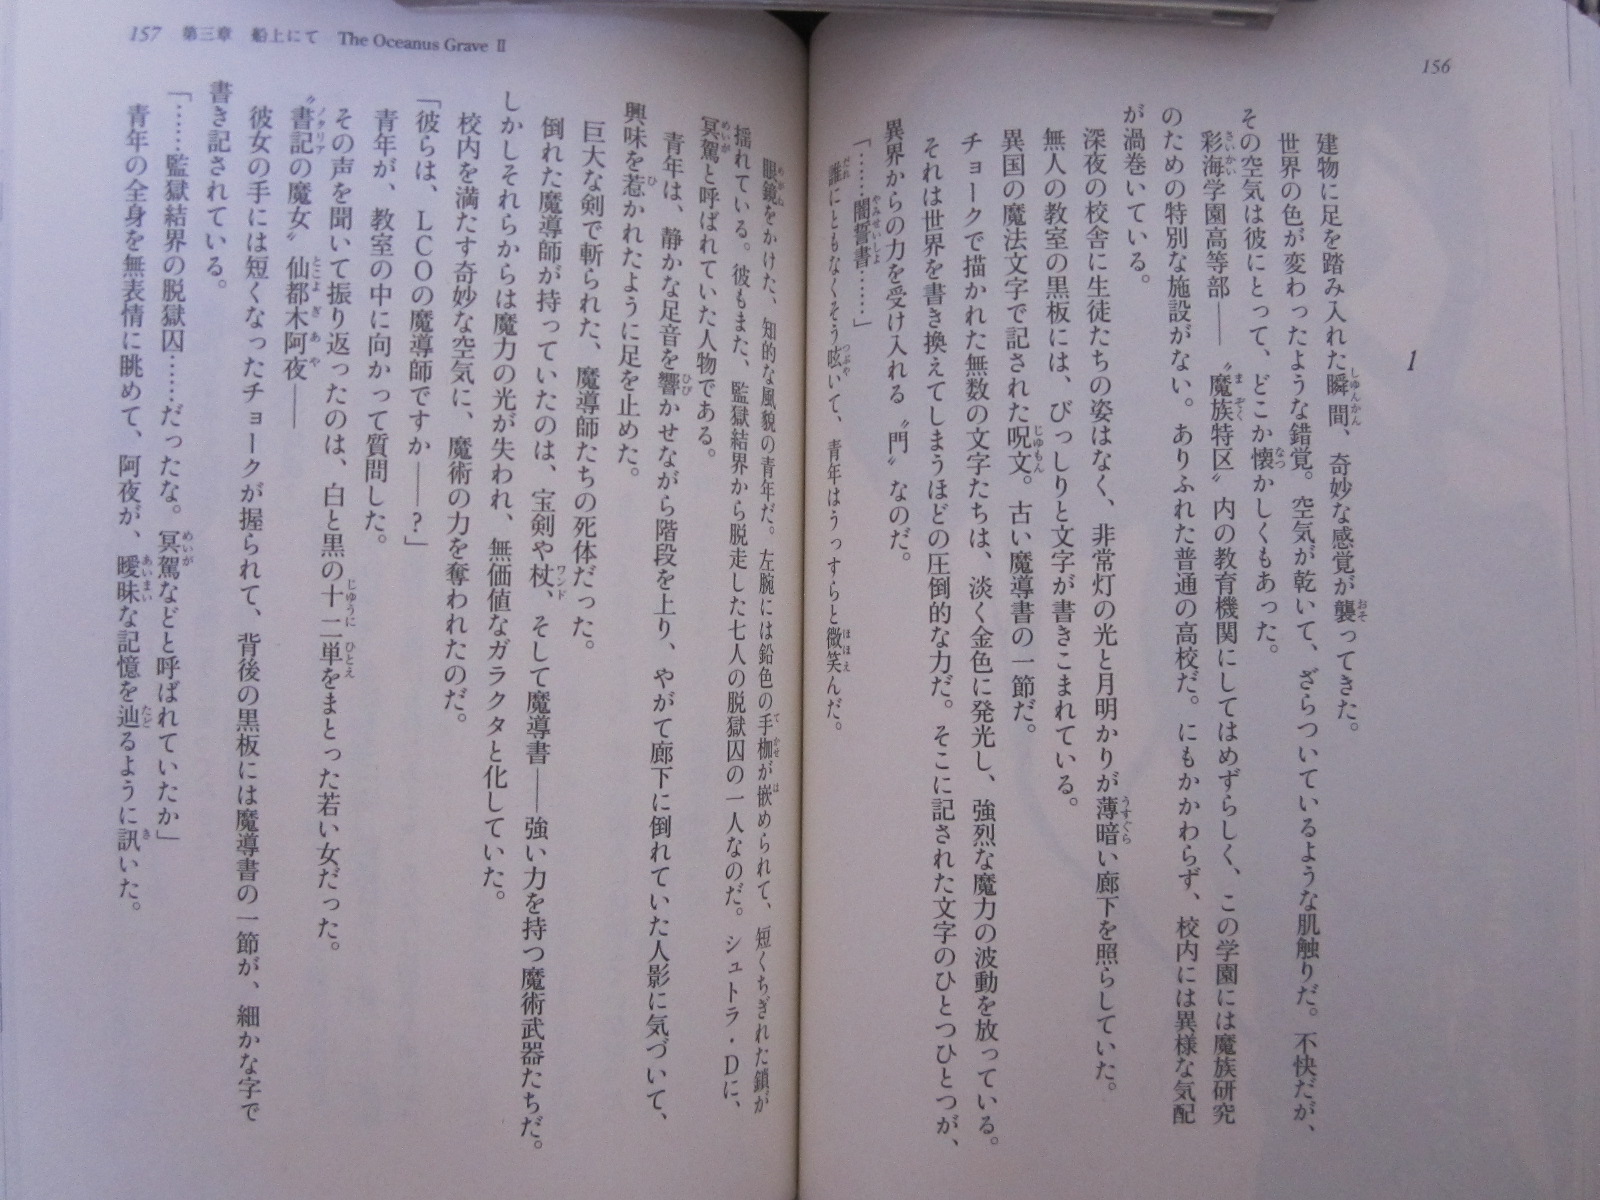 156
1
建物に足を踏み入れた瞬間、奇妙な感覚が襲ってきた。
世界の色が変わったような錯覚。空気が乾いて、ざらついているような肌触りだ。不快だが、
その空気は彼にとって、どこか懐かしくもあった。
彩海学園高等部――〝魔族特区〟内の教育機関にしてはめずらしく、この学園には魔族研究
のための特別な施設がない。ありふれた普通の高校だ。にもかかわらず、校内には異様な気配
が渦巻いている。
深夜の校舎に生徒たちの姿はなく、非常灯の光と月明かりが薄暗い廊下を照らしていた。
無人の教室の黒板には、びっしりと文字が書きこまれている。
異国の魔法文字で記された呪文。古い魔導書の一節だ。
チョークで描かれた無数の文字たちは、淡く金色に発光し、強烈な魔力の波動を放っている。
それは世界を書き換えてしまうほどの圧倒的な力だ。そこに記された文字のひとつひとつが、
異界からの力を受け入れる〝門〟なのだ。
「……闇誓書……」
誰にともなくそう呟いて、青年はうっすらと微笑んだ。
157 第三章 船上にて The Oceanus Grave Ⅱ
眼鏡をかけた、知的な風貌の青年だ。左腕には鉛色の手枷が嵌められて、短くちぎれた鎖が
揺れている。彼もまた、監獄結界から脱走した七人の脱獄囚の一人なのだ。シュトラ・Dに、
冥駕と呼ばれていた人物である。
青年は、静かな足音を響かせながら階段を上り、やがて廊下に倒れていた人影に気づいて、
興味を惹かれたように足を止めた。
巨大な剣で斬られた、魔導師たちの死体だった。
倒れた魔導師が持っていたのは、宝剣や杖、そして魔導書――強い力を持つ魔術武器たちだ。
しかしそれらからは魔力の光が失われ、無価値なガラクタと化していた。
校内を満たす奇妙な空気に、魔術の力を奪われたのだ。
「彼らは、LCOの魔導師ですか――?」
青年が、教室の中に向かって質問した。
その声を聞いて振り返ったのは、白と黒の十二単をまとった若い女だった。
〝書記の魔女〟仙都木阿夜――
彼女の手には短くなったチョークが握られて、背後の黒板には魔導書の一節が、細かな字で
書き記されている。
「……監獄結界の脱獄囚……だったな。冥駕などと呼ばれていたか」
青年の全身を無表情に眺めて、阿夜が、曖昧な記憶を辿るように訊いた。